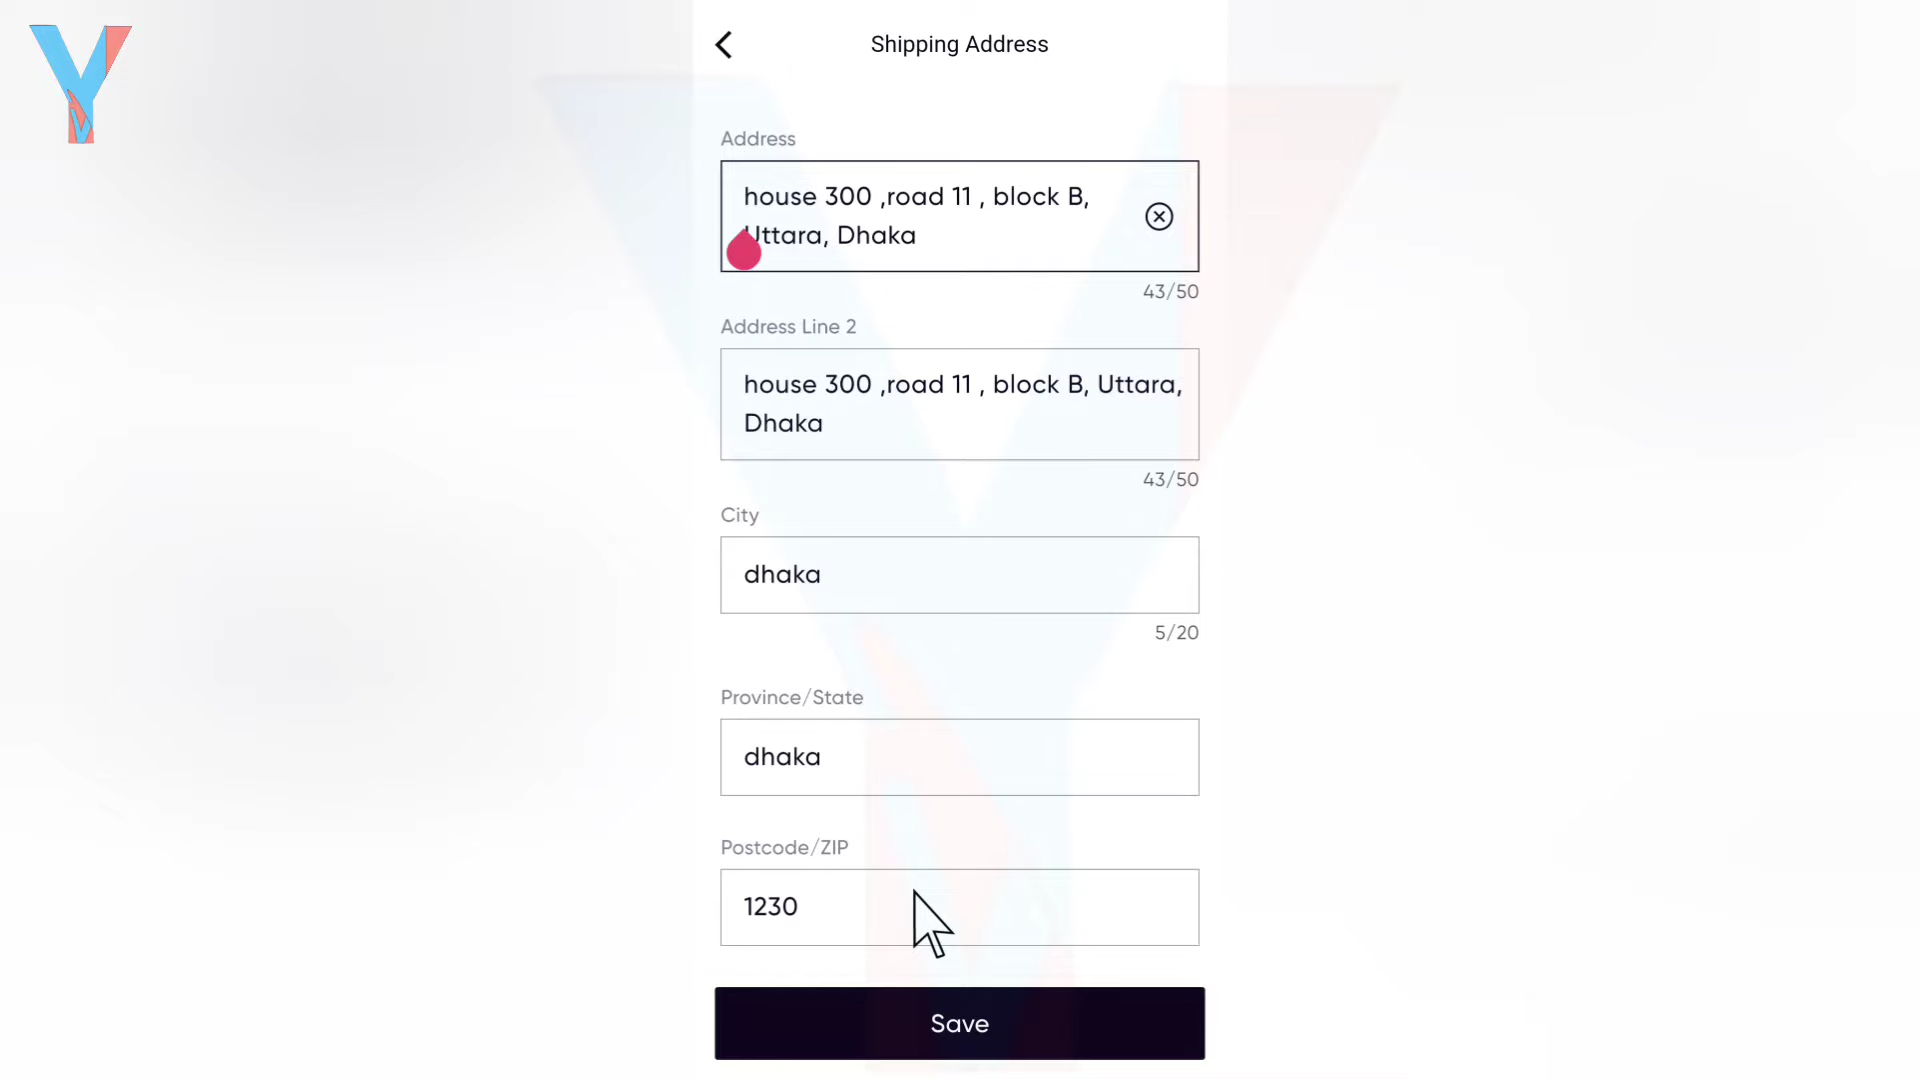 Shipping Address
Address
house 300 ,road 11 , block B,
Uttara, Dhaka
43/50
Address Line 2
house 300 ,road 11 , block B, Uttara,
Dhaka
43/50
City
dhaka
5/20
Province/State
dhaka
Postcode/ZIP
1230
Save